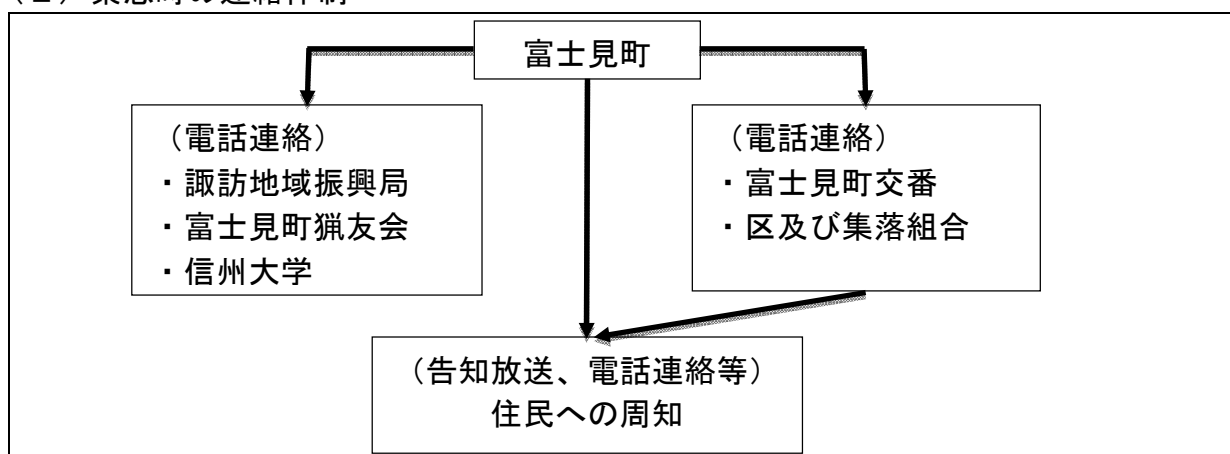 富士見町
（電話連絡）
・諏訪地域振興局
・富士見町猟友会
・信州大学
（電話連絡）
・富士見町交番
・区及び集落組合
（告知放送、電話連絡等）
住民への周知